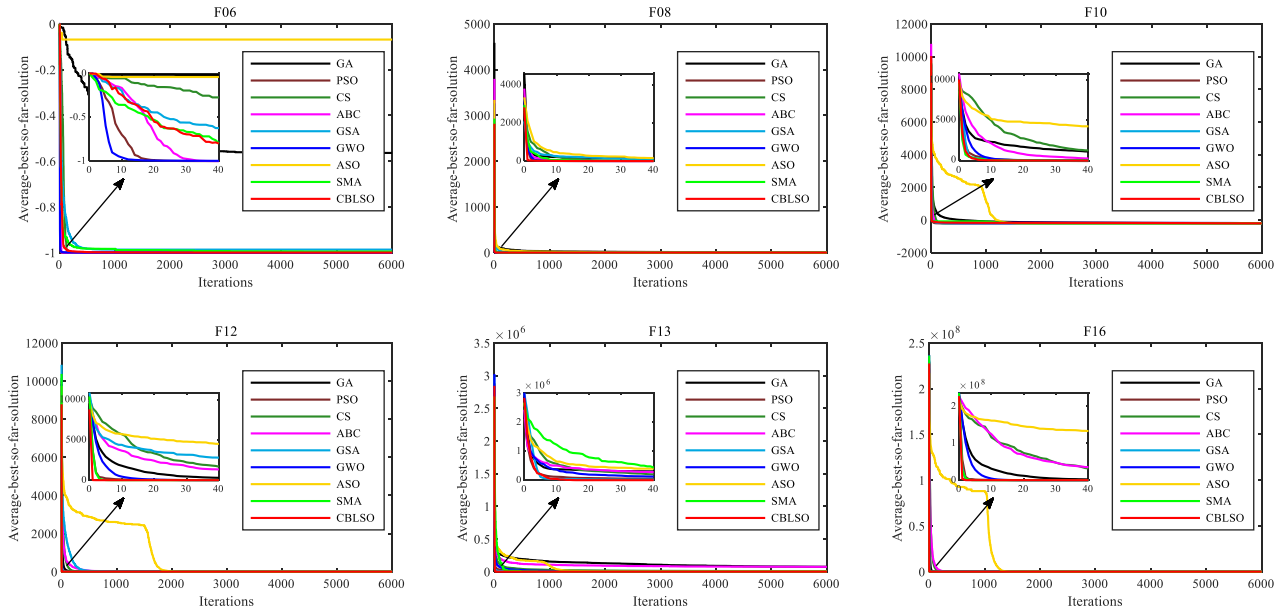 F06
0
-0.2
-0.4
-0.6
-0.8
-1
0 1000 2000 3000 4000 5000 6000
Average-best-so-far-solution
Iterations
0
-0.5
-1
0 10 20 30 40
GA
PSO
CS
ABC
GSA
GWO
ASO
SMA
CBLSO
F08
5000
4500
4000
3500
3000
2500
2000
1500
1000
500
0
0 1000 2000 3000 4000 5000 6000
Average-best-so-far-solution
Iterations
4000
2000
0
0 10 20 30 40
GA
PSO
CS
ABC
GSA
GWO
ASO
SMA
CBLSO
F10
12000
10000
8000
6000
4000
2000
0
-2000
0 1000 2000 3000 4000 5000 6000
Average-best-so-far-solution
Iterations
5000
0
0 10 20 30 40
GA
PSO
CS
ABC
GSA
GWO
ASO
SMA
CBLSO
F12
12000
10000
8000
6000
4000
2000
0
0 1000 2000 3000 4000 5000 6000
Average-best-so-far-solution
Iterations
5000
0
0 10 20 30 40
GA
PSO
CS
ABC
GSA
GWO
ASO
SMA
CBLSO
F13
× 10^6
3.5
3
2.5
2
1.5
1
0.5
0
0 1000 2000 3000 4000 5000 6000
Average-best-so-far-solution
Iterations
× 10^6
3
2
1
0
0 10 20 30 40
GA
PSO
CS
ABC
GSA
GWO
ASO
SMA
CBLSO
F16
× 10^8
2.5
2
1.5
1
0.5
0
0 1000 2000 3000 4000 5000 6000
Average-best-so-far-solution
Iterations
× 10^8
2
1
0
0 10 20 30 40
GA
PSO
CS
ABC
GSA
GWO
ASO
SMA
CBLSO